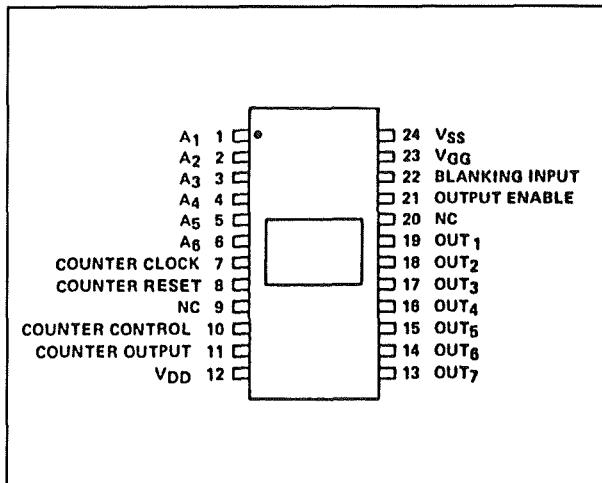 A1 1
A2 2
A3 3
A4 4
A5 5
A6 6
COUNTER CLOCK 7
COUNTER RESET 8
NC 9
COUNTER CONTROL 10
COUNTER OUTPUT 11
VDD 12
24 VSS
23 VGG
22 BLANKING INPUT
21 OUTPUT ENABLE
20 NC
19 OUT1
18 OUT2
17 OUT3
16 OUT4
15 OUT5
14 OUT6
13 OUT7